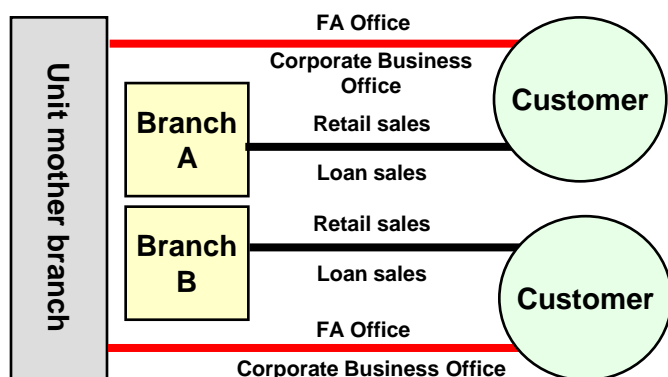 Unit mother branch
FA Office
Corporate Business
Office
Customer
Branch
A
Retail sales
Loan sales
Branch
B
Retail sales
Loan sales
Customer
FA Office
Corporate Business Office